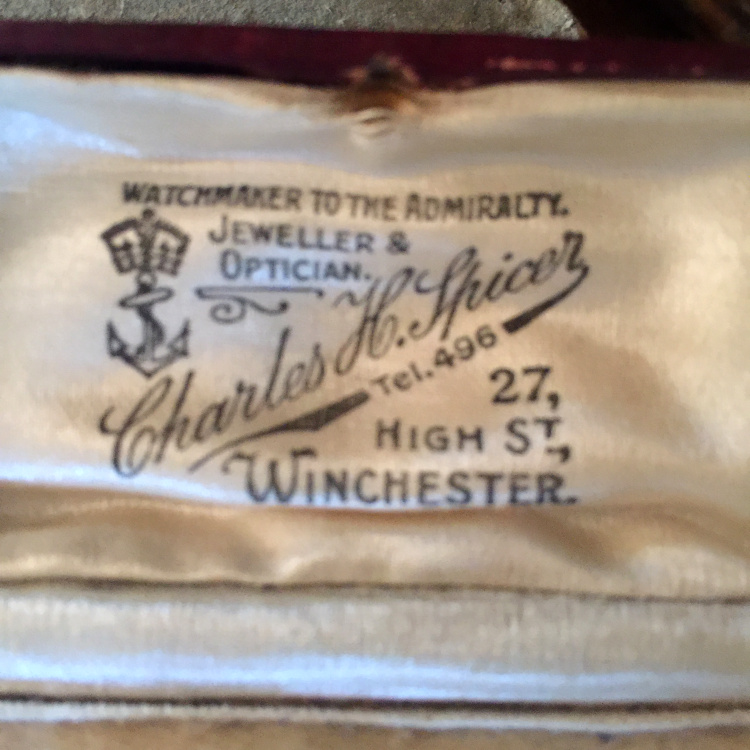 WATCHMAKER TO THE ADMIRALTY.
JEWELLER &
OPTICIAN.
Charles H. Spicer
Tel. 496
27,
HIGH ST.,
WINCHESTER.